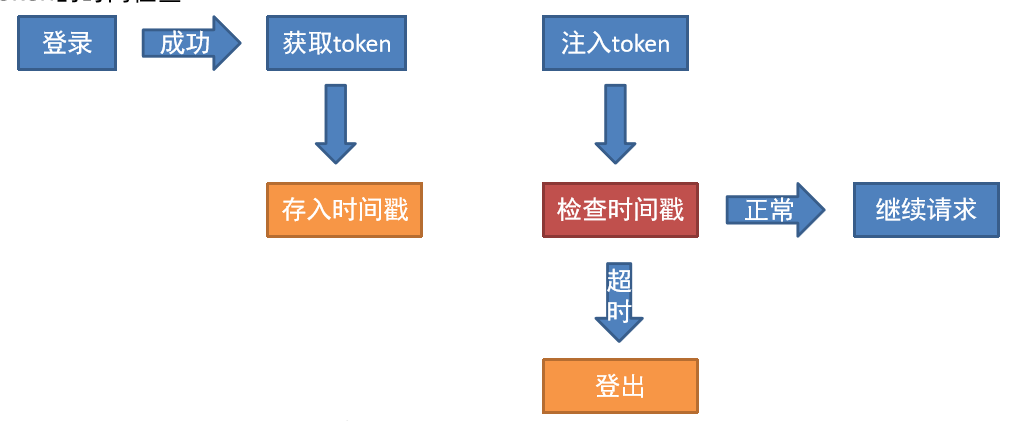 登录
成功
获取token
注入token
存入时间戳
检查时间戳
正常
继续请求
超
时
登出